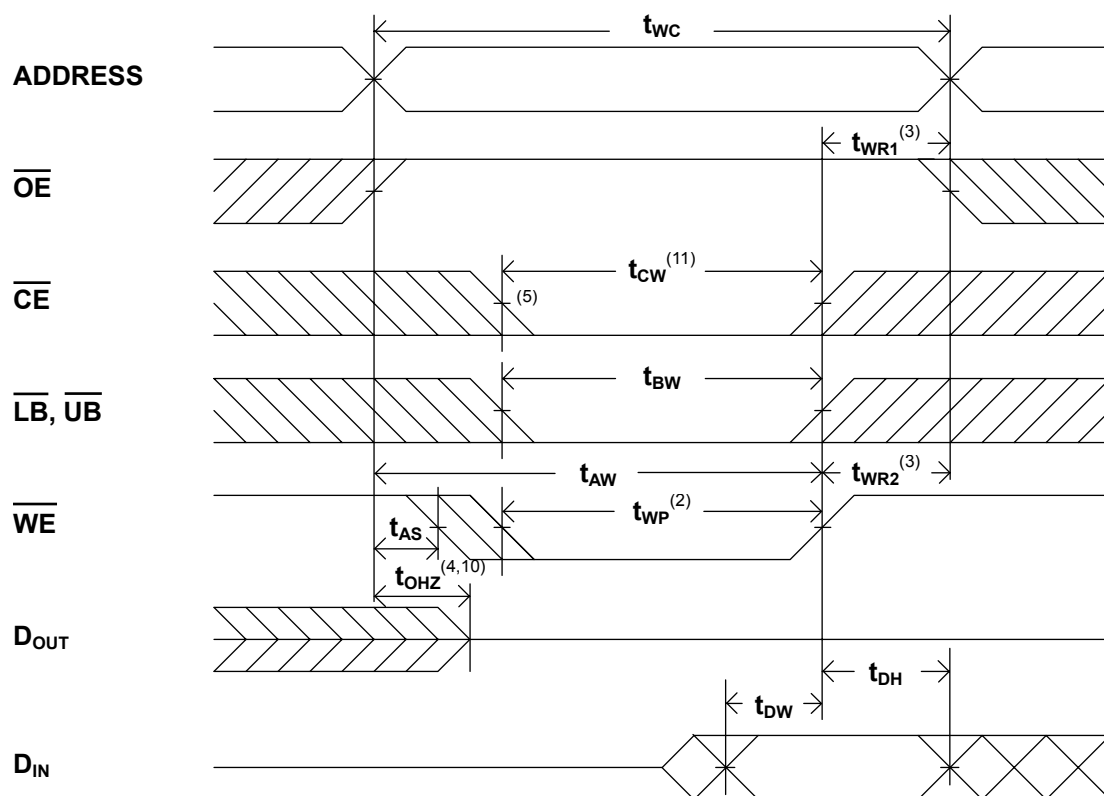 tWC
ADDRESS
tWR1(3)
OE
tCW(11)
CE
(5)
tBW
LB, UB
tAW
tWR2(3)
WE
tWP(2)
tAS
tOHZ(4,10)
DOUT
tDH
tDW
DIN